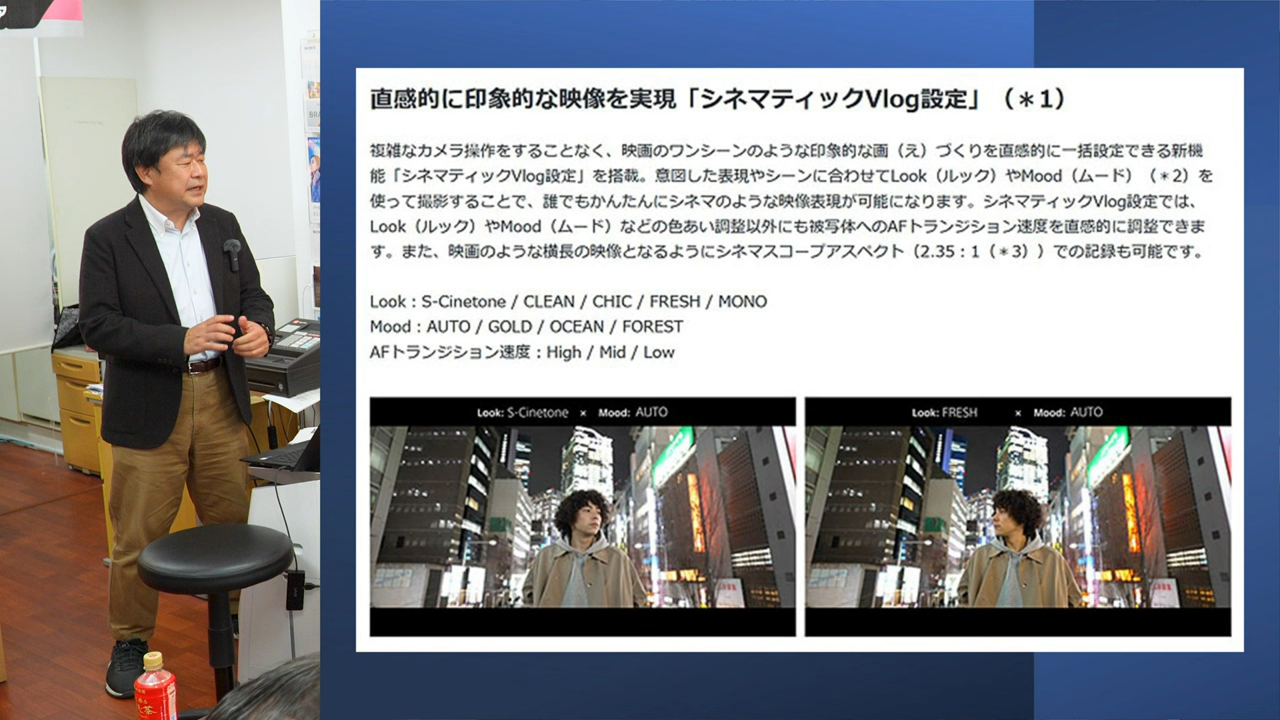 直感的に印象的な映像を実現「シネマティックVlog設定」（＊1）
複雑なカメラ操作をすることなく、映画のワンシーンのような印象的な画（え）づくりを直感的に一括設定できる新機
能「シネマティックVlog設定」を搭載。意図した表現やシーンに合わせてLook（ルック）やMood（ムード）（＊2）を
使って撮影することで、誰でもかんたんにシネマのような映像表現が可能になります。シネマティックVlog設定では、
Look（ルック）やMood（ムード）などの色あい調整以外にも被写体へのAFトランジション速度を直感的に調整できま
す。また、映画のような横長の映像となるようにシネマスコープアスペクト（2.35：1（＊3））での記録も可能です。
Look : S-Cinetone / CLEAN / CHIC / FRESH / MONO
Mood : AUTO / GOLD / OCEAN / FOREST
AFトランジション速度 : High / Mid / Low
Look: S-Cinetone × Mood: AUTO
Look: FRESH × Mood: AUTO